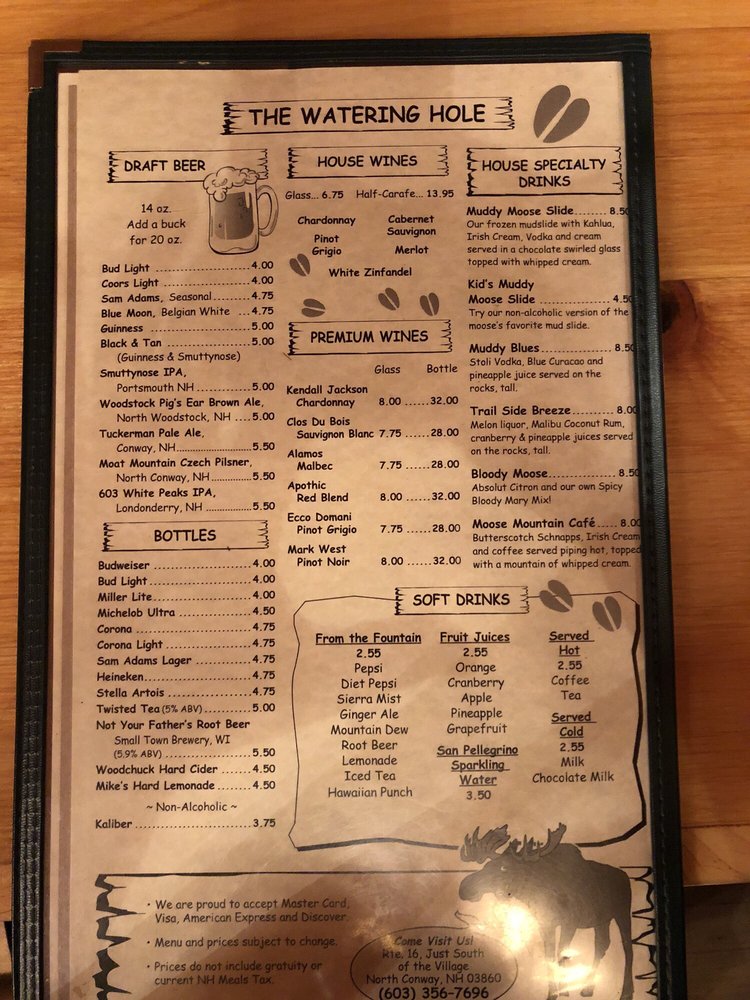 THE WATERING HOLE
DRAFT BEER
14 oz.
Add a buck
for 20 oz.
Bud Light ........................4.00
Coors Light ......................4.00
Sam Adams, Seasonal..........4.75
Blue Moon, Belgian White ...4.75
Guinness .........................5.00
Black & Tan ......................5.00
(Guinness & Smuttynose)
Smuttynose IPA,
Portsmouth NH ..............5.00
Woodstock Pig's Ear Brown Ale,
North Woodstock, NH ....5.00
Tuckerman Pale Ale,
Conway, NH...................5.50
Moat Mountain Czech Pilsner,
North Conway, NH..........5.50
603 White Peaks IPA,
Londonderry, NH ............5.50
BOTTLES
Budweiser ........................4.00
Bud Light..........................4.00
Miller Lite.........................4.00
Michelob Ultra ..................4.50
Corona .............................4.75
Corona Light .....................4.75
Sam Adams Lager ..............4.75
Heineken...........................4.75
Stella Artois .....................4.75
Twisted Tea (5% ABV) ...........5.00
Not Your Father's Root Beer
Small Town Brewery, WI
(5.9% ABV) .....................5.50
Woodchuck Hard Cider .......4.50
Mike's Hard Lemonade .......4.50
~ Non-Alcoholic ~
Kaliber .............................3.75
HOUSE WINES
Glass... 6.75 Half-Carafe... 13.95
Chardonnay Cabernet
Sauvignon
Pinot
Grigio Merlot
White Zinfandel
PREMIUM WINES
Glass Bottle
Kendall Jackson
Chardonnay 8.00 ......32.00
Clos Du Bois
Sauvignon Blanc 7.75 ......28.00
Alamos
Malbec 7.75 ......28.00
Apothic
Red Blend 8.00 ......32.00
Ecco Domani
Pinot Grigio 7.75 ......28.00
Mark West
Pinot Noir 8.00 ......32.00
HOUSE SPECIALTY
DRINKS
Muddy Moose Slide........ 8.50
Our frozen mudslide with Kahlua,
Irish Cream, Vodka and cream
served in a chocolate swirled glass
topped with whipped cream.
Kid's Muddy
Moose Slide .................. 4.50
Try our non-alcoholic version of the
moose's favorite mud slide.
Muddy Blues.................. 8.50
Stoli Vodka, Blue Curacao and
pineapple juice served on the
rocks, tall.
Trail Side Breeze........... 8.00
Melon liquor, Malibu Coconut Rum,
cranberry & pineapple juices served
on the rocks, tall.
Bloody Moose................. 8.50
Absolut Citron and our own Spicy
Bloody Mary Mix!
Moose Mountain Café..... 8.00
Butterscotch Schnapps, Irish Cream
and coffee served piping hot, topped
with a mountain of whipped cream.
SOFT DRINKS
From the Fountain
2.55
Pepsi
Diet Pepsi
Sierra Mist
Ginger Ale
Mountain Dew
Root Beer
Lemonade
Iced Tea
Hawaiian Punch
Fruit Juices
2.55
Orange
Cranberry
Apple
Pineapple
Grapefruit
San Pellegrino
Sparkling
Water
3.50
Served
Hot
2.55
Coffee
Tea
Served
Cold
2.55
Milk
Chocolate Milk
• We are proud to accept Master Card,
Visa, American Express and Discover.
• Menu and prices subject to change.
• Prices do not include gratuity or
current NH Meals Tax.
Come Visit Us!
Rte. 16, Just South
of the Village
North Conway, NH 03860
(603) 356-7696